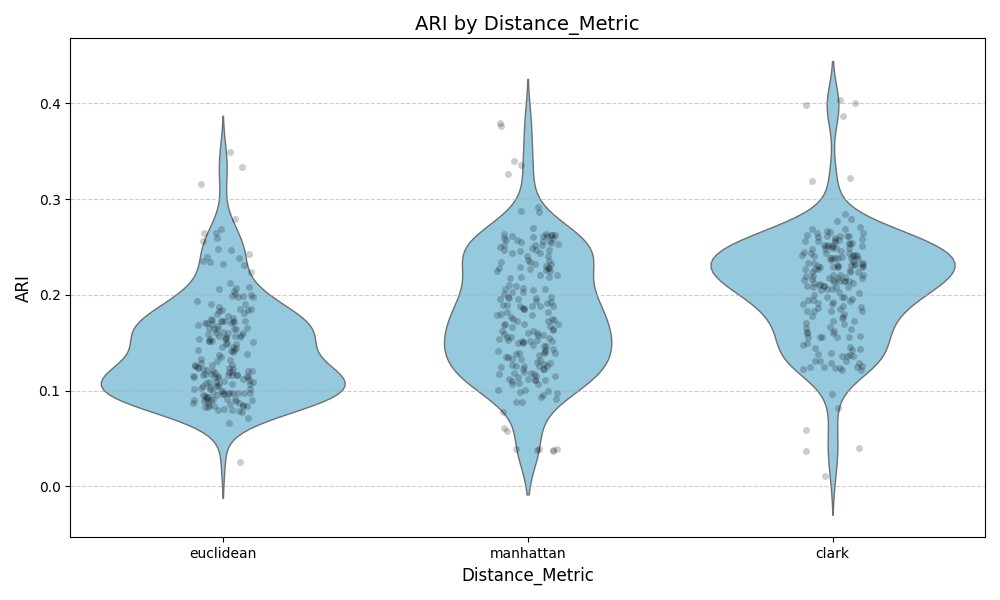 ARI by Distance_Metric
ARI
0.4
0.3
0.2
0.1
0.0
euclidean
manhattan
clark
Distance_Metric